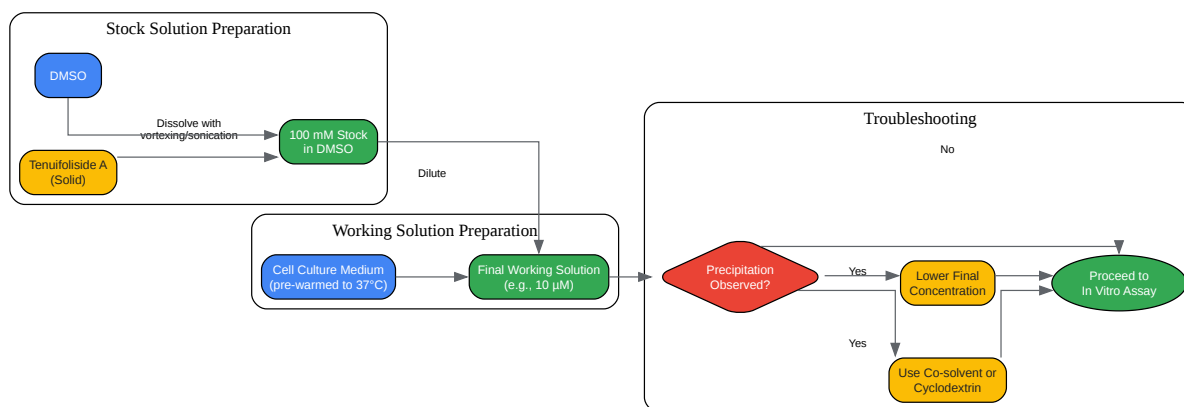 Stock Solution Preparation
DMSO
Dissolve with
vortexing/sonication
100 mM Stock
in DMSO
Tenuifoliside A
(Solid)
Dilute
Working Solution Preparation
Cell Culture Medium
(pre-warmed to 37°C)
Final Working Solution
(e.g., 10 µM)
Troubleshooting
No
Precipitation
Observed?
Yes
Lower Final
Concentration
Proceed to
In Vitro Assay
Yes
Use Co-solvent or
Cyclodextrin